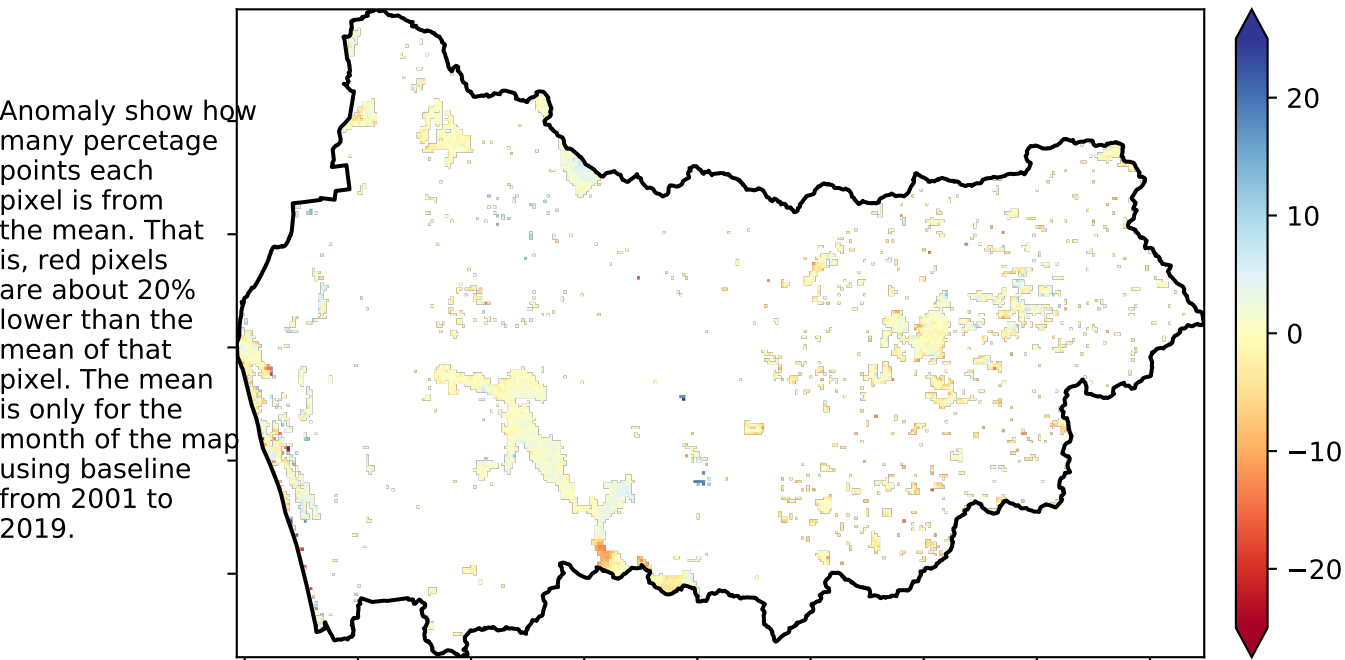 Anomaly show how
many percetage
points each
pixel is from
the mean. That
is, red pixels
are about 20%
lower than the
mean of that
pixel. The mean
is only for the
month of the map
using baseline
from 2001 to
2019.
20
10
0
−10
−20